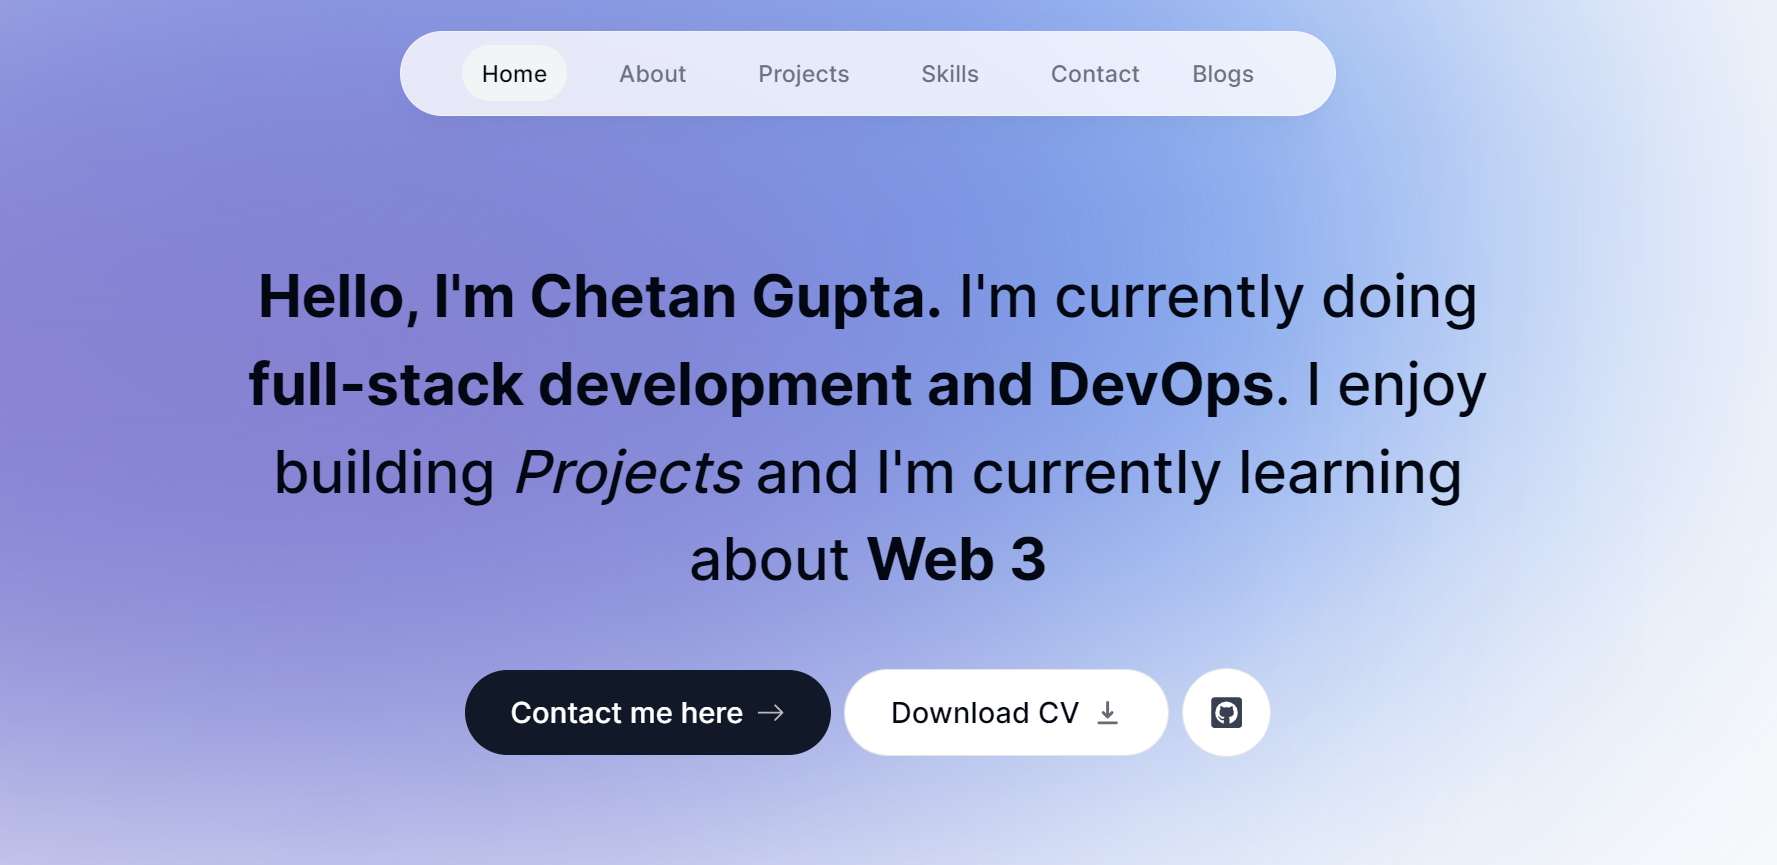 Home About Projects Skills Contact Blogs
Hello, I'm Chetan Gupta. I'm currently doing
full-stack development and DevOps. I enjoy
building Projects and I'm currently learning
about Web 3
Contact me here → Download CV